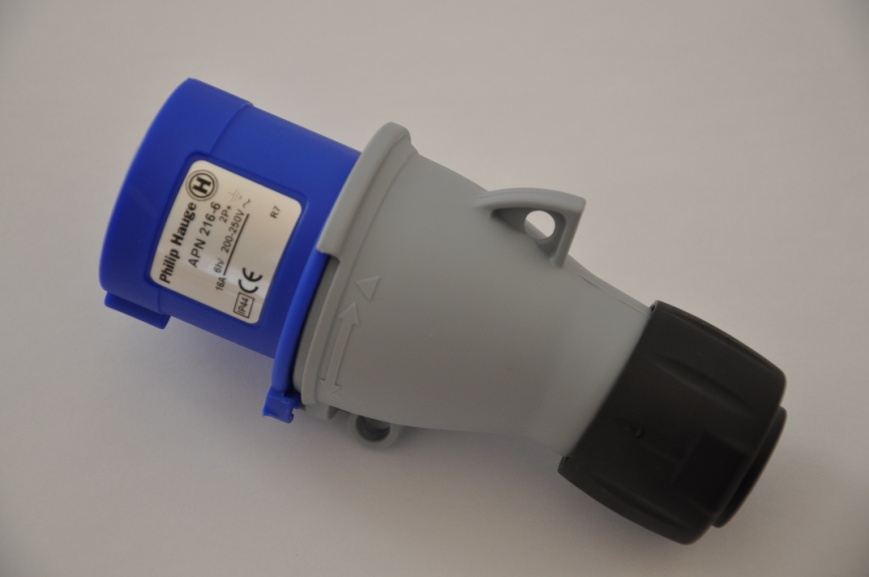 H
Philip Hauge
APN 216-6
2P+⏚
16A 6h/ 200-250V ~
IP44 CE
R7